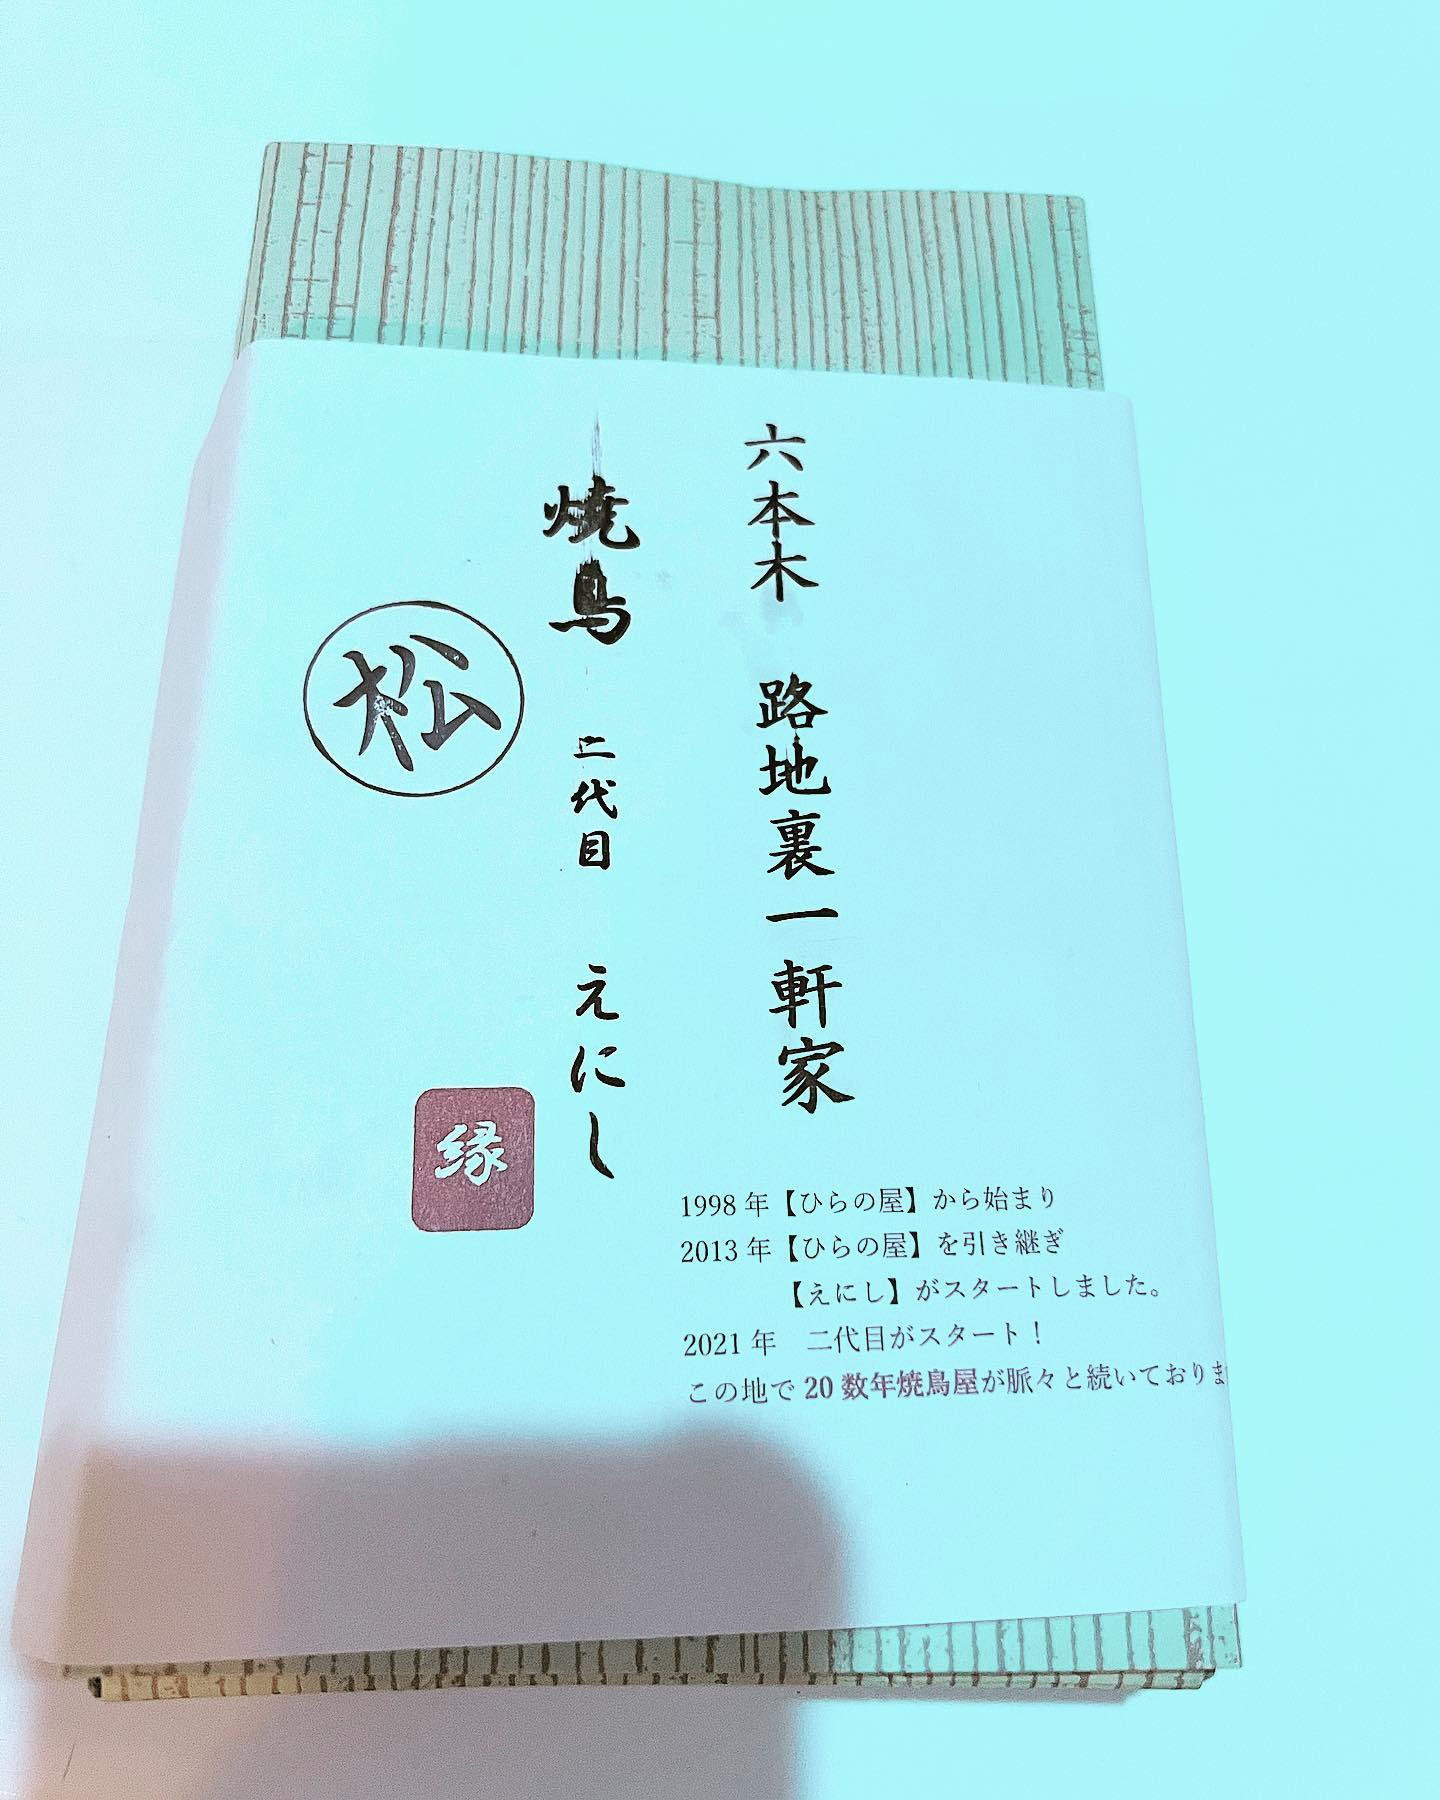 六本木 路地裏一軒家
焼鳥 二代目 えにし
松
縁
1998年【ひらの屋】から始まり
2013年【ひらの屋】を引き継ぎ
【えにし】がスタートしました。
2021年 二代目がスタート！
この地で20数年焼鳥屋が脈々と続いておりま